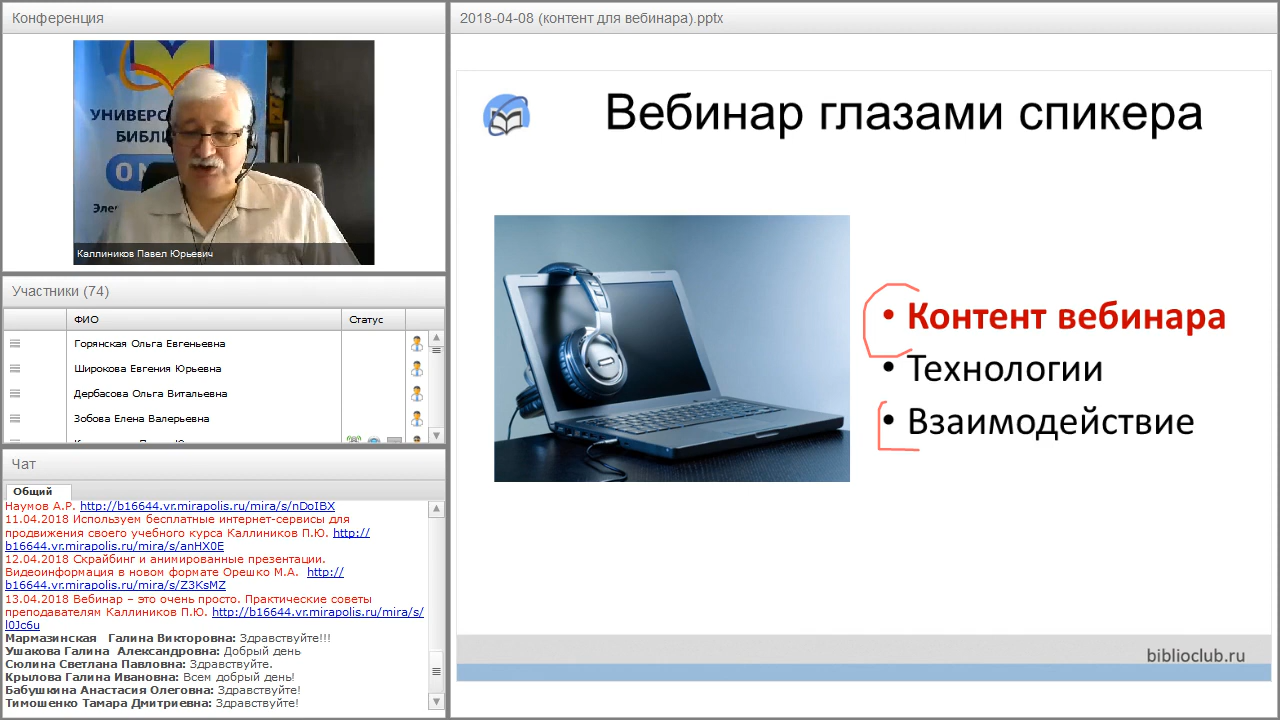 Конференция
УНИВЕРС
БИБЛИ
ON
Эле
Каллиников Павел Юрьевич
Участники (74)
ФИО Статус
Горянская Ольга Евгеньевна
Широкова Евгения Юрьевна
Дербасова Ольга Витальевна
Зобова Елена Валерьевна
Чат
Общий
Наумов А.Р. http://b16644.vr.mirapolis.ru/mira/s/nDoIBX
11.04.2018 Используем бесплатные интернет-сервисы для
продвижения своего учебного курса Каллиников П.Ю. http://
b16644.vr.mirapolis.ru/mira/s/anHX0E
12.04.2018 Скрайбинг и анимированные презентации.
Видеоинформация в новом формате Орешко М.А. http://
b16644.vr.mirapolis.ru/mira/s/Z3KsMZ
13.04.2018 Вебинар – это очень просто. Практические советы
преподавателям Каллиников П.Ю. http://b16644.vr.mirapolis.ru/mira/s/
l0Jc6u
Мармазинская Галина Викторовна: Здравствуйте!!!
Ушакова Галина Александровна: Добрый день
Сюлина Светлана Павловна: Здравствуйте.
Крылова Галина Ивановна: Всем добрый день!
Бабушкина Анастасия Олеговна: Здравствуйте!
Тимошенко Тамара Дмитриевна: Здравствуйте!
2018-04-08 (контент для вебинара).pptx
Вебинар глазами спикера
• Контент вебинара
• Технологии
• Взаимодействие
biblioclub.ru